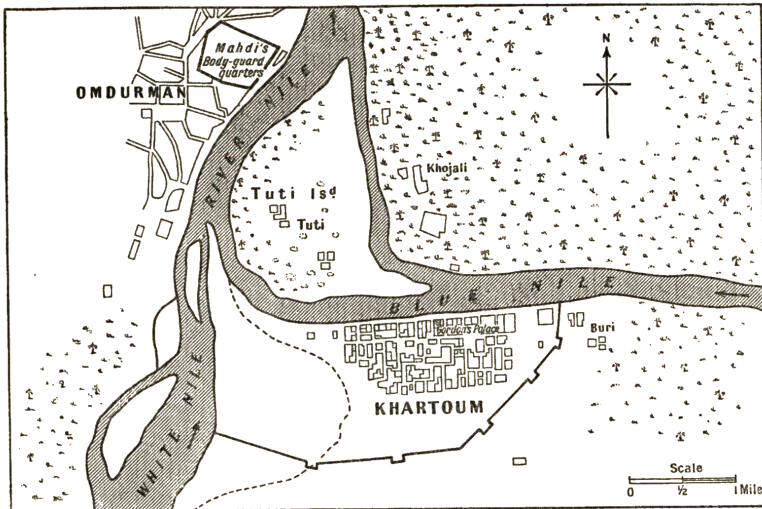 Mahdi's
Body-guard
quarters
OMDURMAN
N
RIVER NILE
Khojali
Tuti Isd
Tuti
BLUE NILE
Gordon's Palace
Buri
WHITE NILE
KHARTOUM
Scale
0 ½ 1 Mile